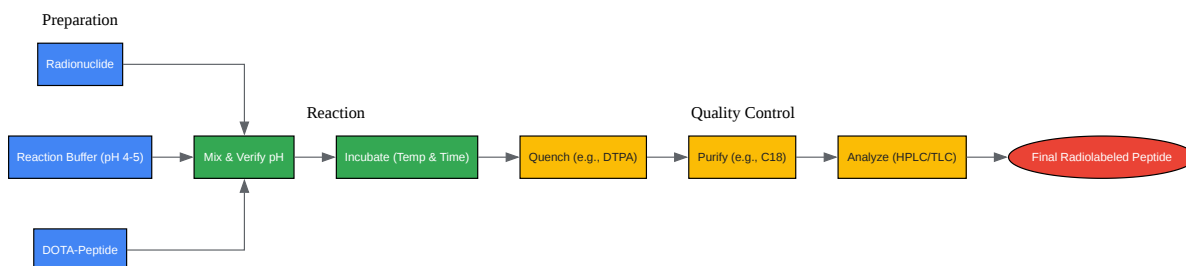 Preparation
Radionuclide
Reaction
Quality Control
Reaction Buffer (pH 4-5)
Mix & Verify pH
Incubate (Temp & Time)
Quench (e.g., DTPA)
Purify (e.g., C18)
Analyze (HPLC/TLC)
Final Radiolabeled Peptide
DOTA-Peptide